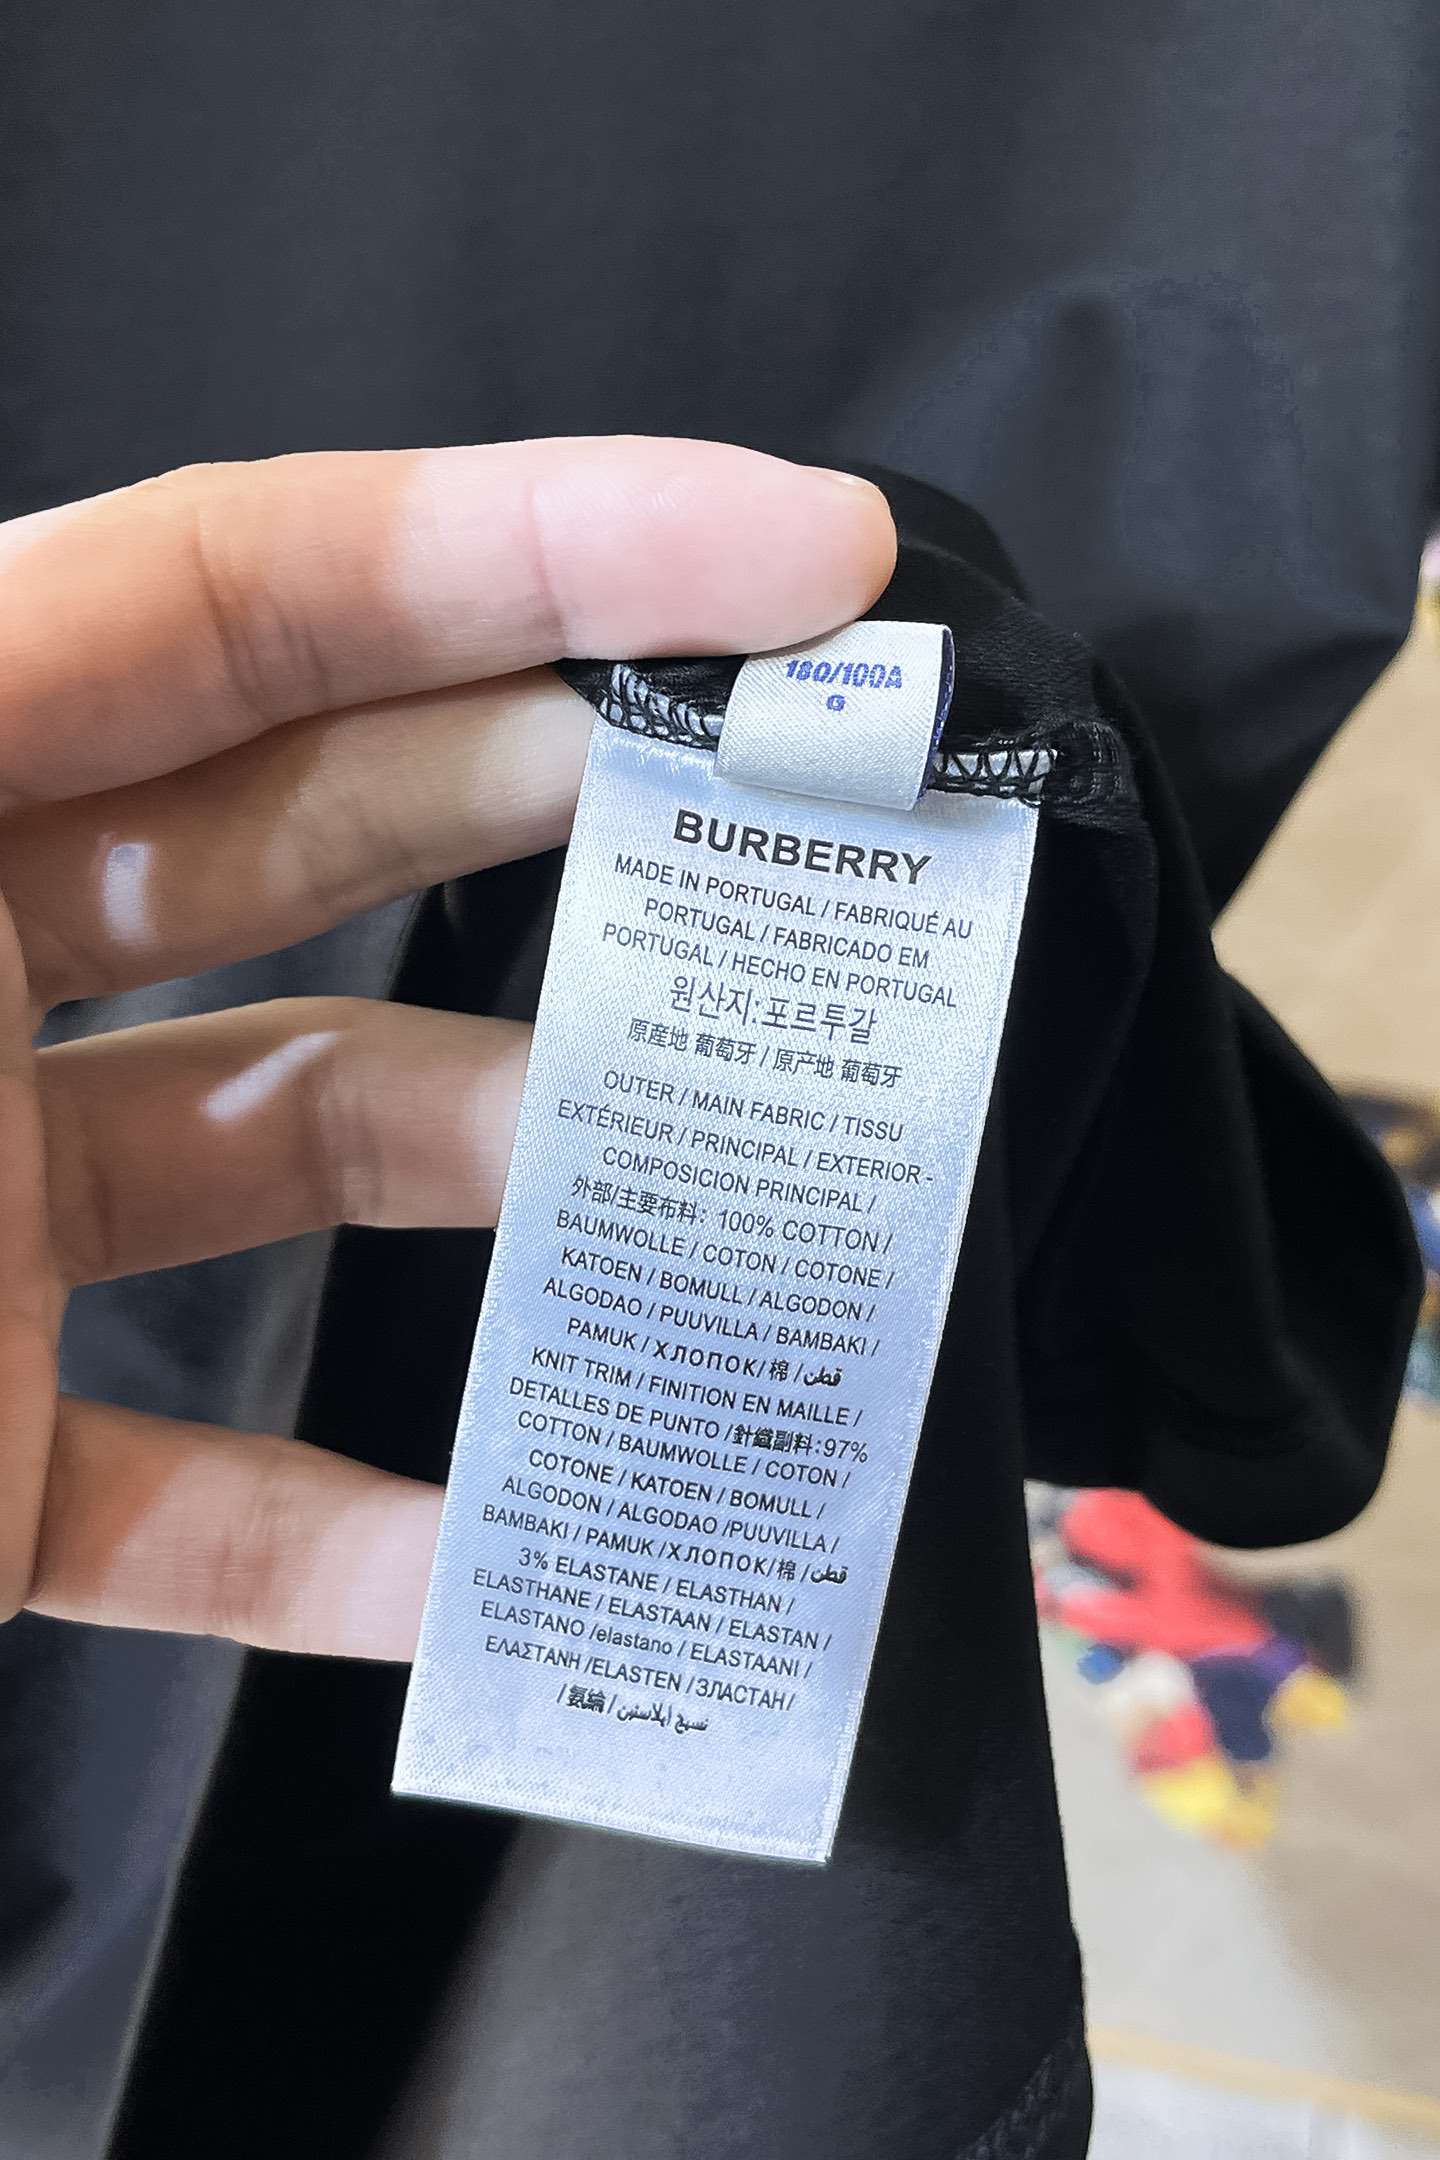 180/100A
G
BURBERRY
MADE IN PORTUGAL / FABRIQUÉ AU
PORTUGAL / FABRICADO EM
PORTUGAL / HECHO EN PORTUGAL
원산지:포르투갈
原産地 葡萄牙 / 原产地 葡萄牙
OUTER / MAIN FABRIC / TISSU
EXTÉRIEUR / PRINCIPAL / EXTERIOR -
COMPOSICION PRINCIPAL /
外部/主要布料: 100% COTTON /
BAUMWOLLE / COTON / COTONE /
KATOEN / BOMULL / ALGODON /
ALGODAO / PUUVILLA / BAMBAKI /
PAMUK / ХЛОПОК/ 棉 / قطن
KNIT TRIM / FINITION EN MAILLE /
DETALLES DE PUNTO /針織副料:97%
COTTON / BAUMWOLLE / COTON /
COTONE / KATOEN / BOMULL /
ALGODON / ALGODAO /PUUVILLA /
BAMBAKI / PAMUK /ХЛОПОК/ 棉 / قطن
3% ELASTANE / ELASTHAN /
ELASTHANE / ELASTAAN / ELASTAN /
ELASTANO /elastano / ELASTAANI /
ΕΛΑΣΤΑΝΗ /ELASTEN / ЗЛАСТАН/
/ 氨綸 / نسيج إيلاستين